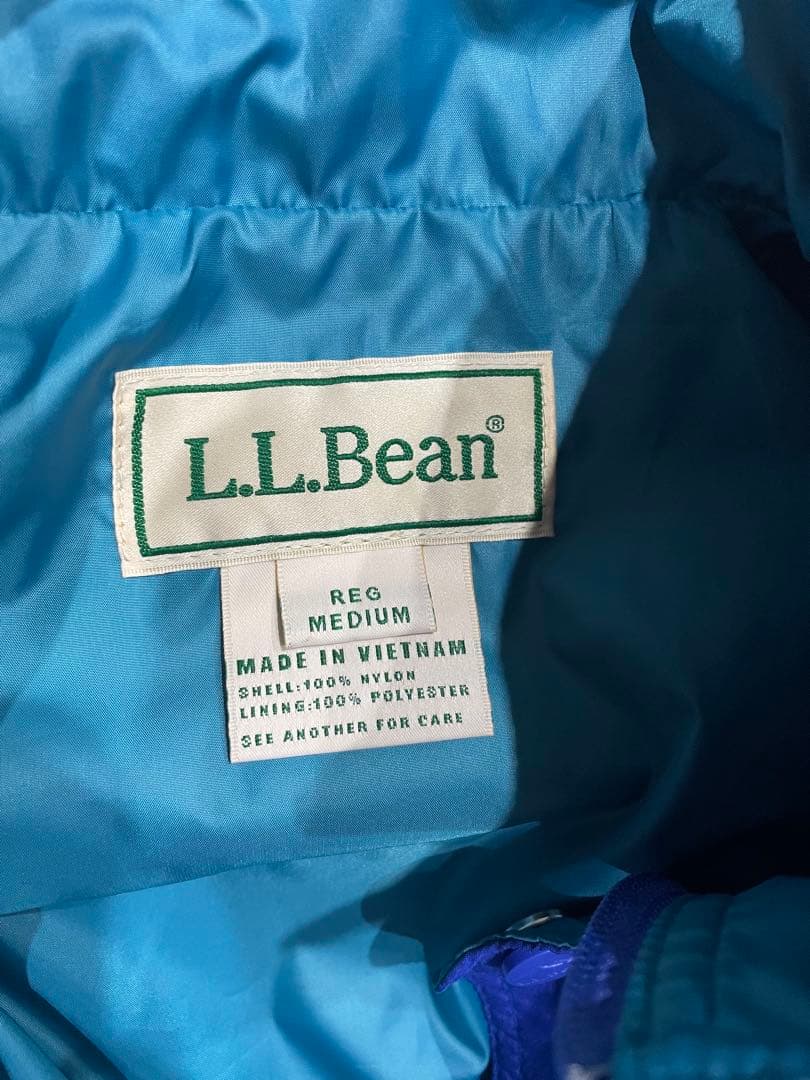 L.L.Bean®
REG
MEDIUM
MADE IN VIETNAM
SHELL:100% NYLON
LINING:100% POLYESTER
SEE ANOTHER FOR CARE